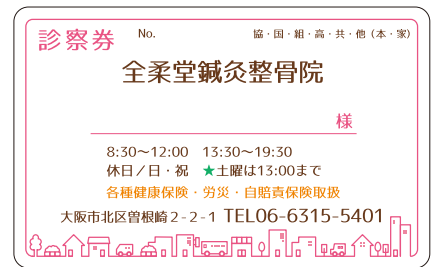 診察券 No. 協・国・組・高・共・他（本・家）
全柔堂鍼灸整骨院
様
8:30～12:00 13:30～19:30
休日／日・祝 ★土曜は13:00まで
各種健康保険・労災・自賠責保険取扱
大阪市北区曽根崎2-2-1 TEL06-6315-5401